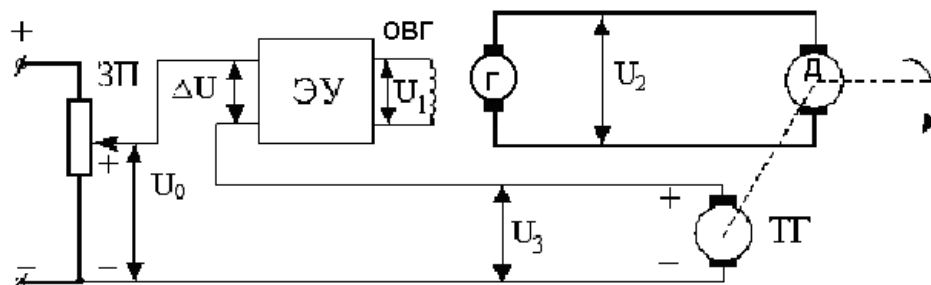 +
ЗП
ΔU
ЭУ
ОВГ
U₁
Г
U₂
Д
+
U₀
U₃
+
ТГ
−
−
−